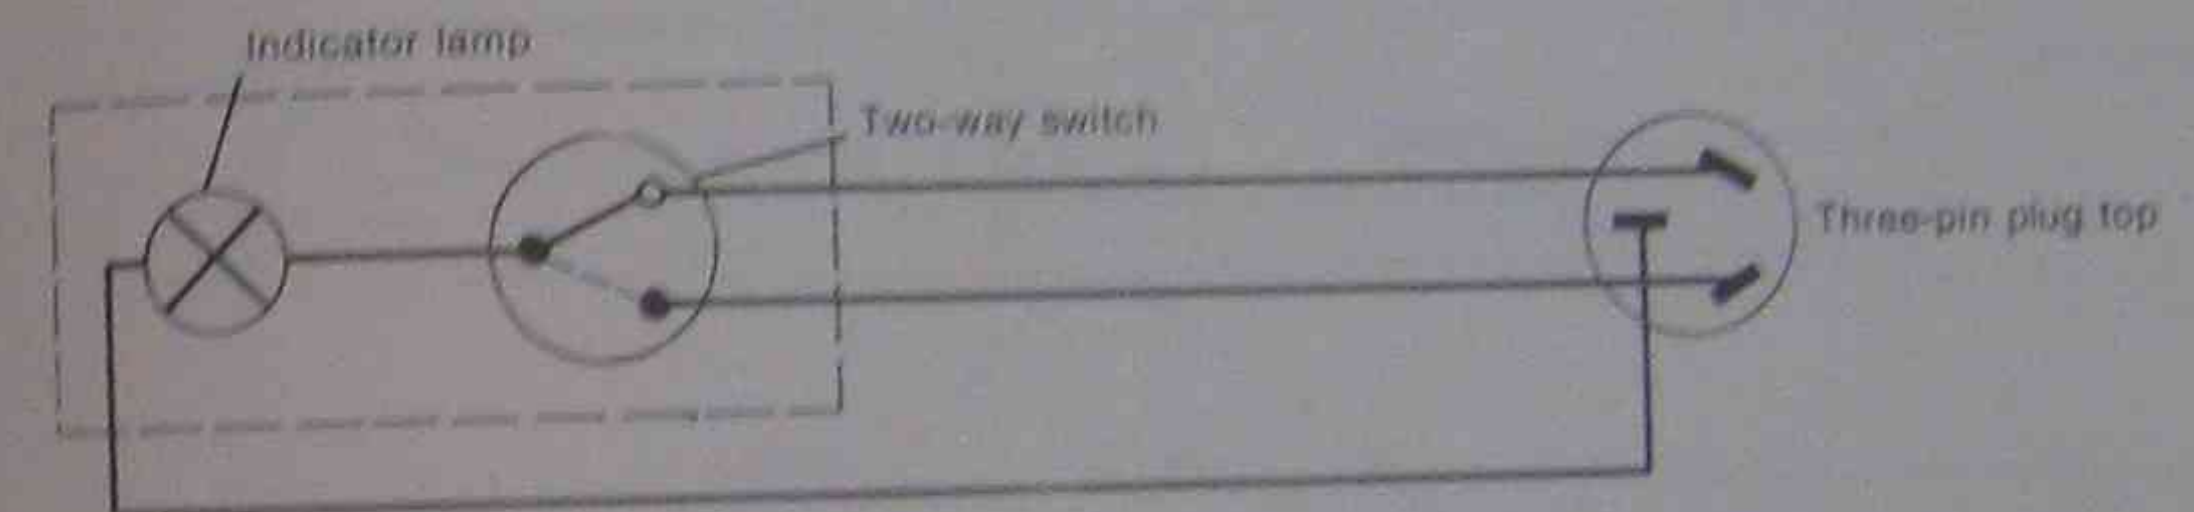 Indicator lamp
Two-way switch
Three-pin plug top